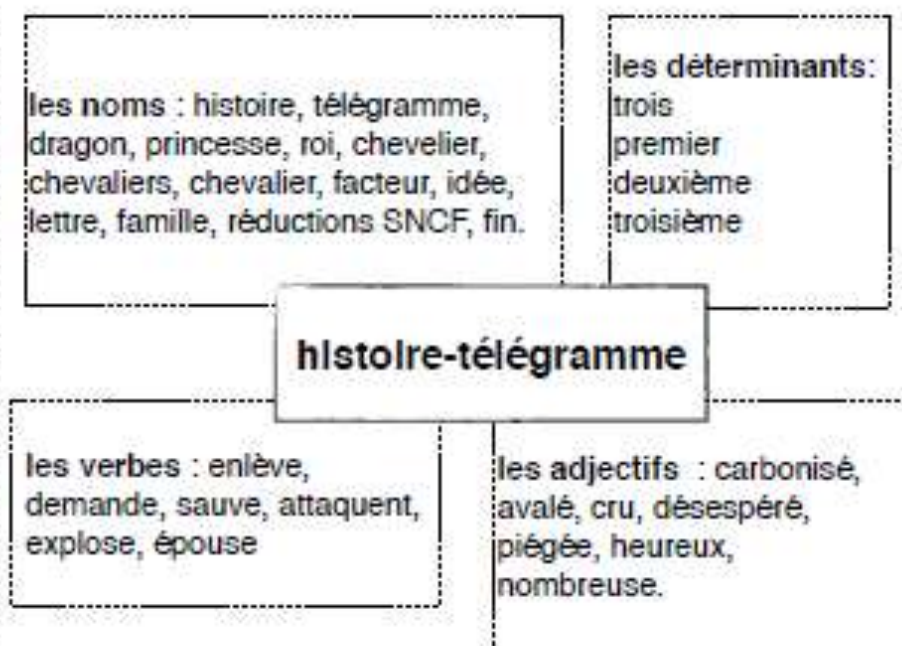 les noms : histoire, télégramme,
dragon, princesse, roi, chevelier,
chevaliers, chevalier, facteur, idée,
lettre, famille, réductions SNCF, fin.
les déterminants:
trois
premier
deuxième
troisième
histoire-télégramme
les verbes : enlève,
demande, sauve, attaquent,
explose, épouse
les adjectifs : carbonisé,
avalé, cru, désespéré,
piégée, heureux,
nombreuse.